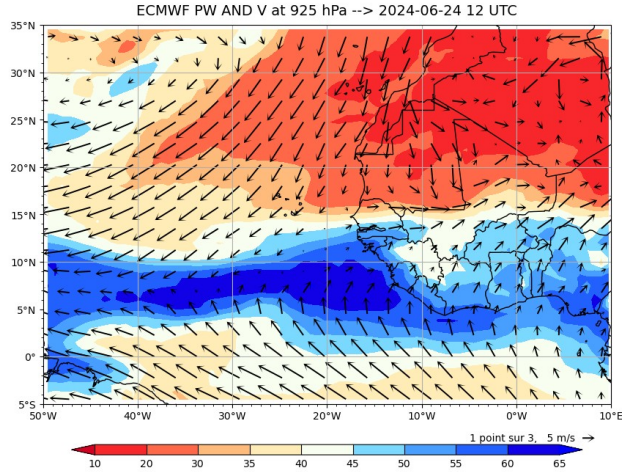 ECMWF PW AND V at 925 hPa --> 2024-06-24 12 UTC
35°N
30°N
25°N
20°N
15°N
10°N
5°N
0°
5°S
50°W 40°W 30°W 20°W 10°W 0°W 10°E
1 point sur 3, 5 m/s
10 20 30 35 40 45 50 55 60 65